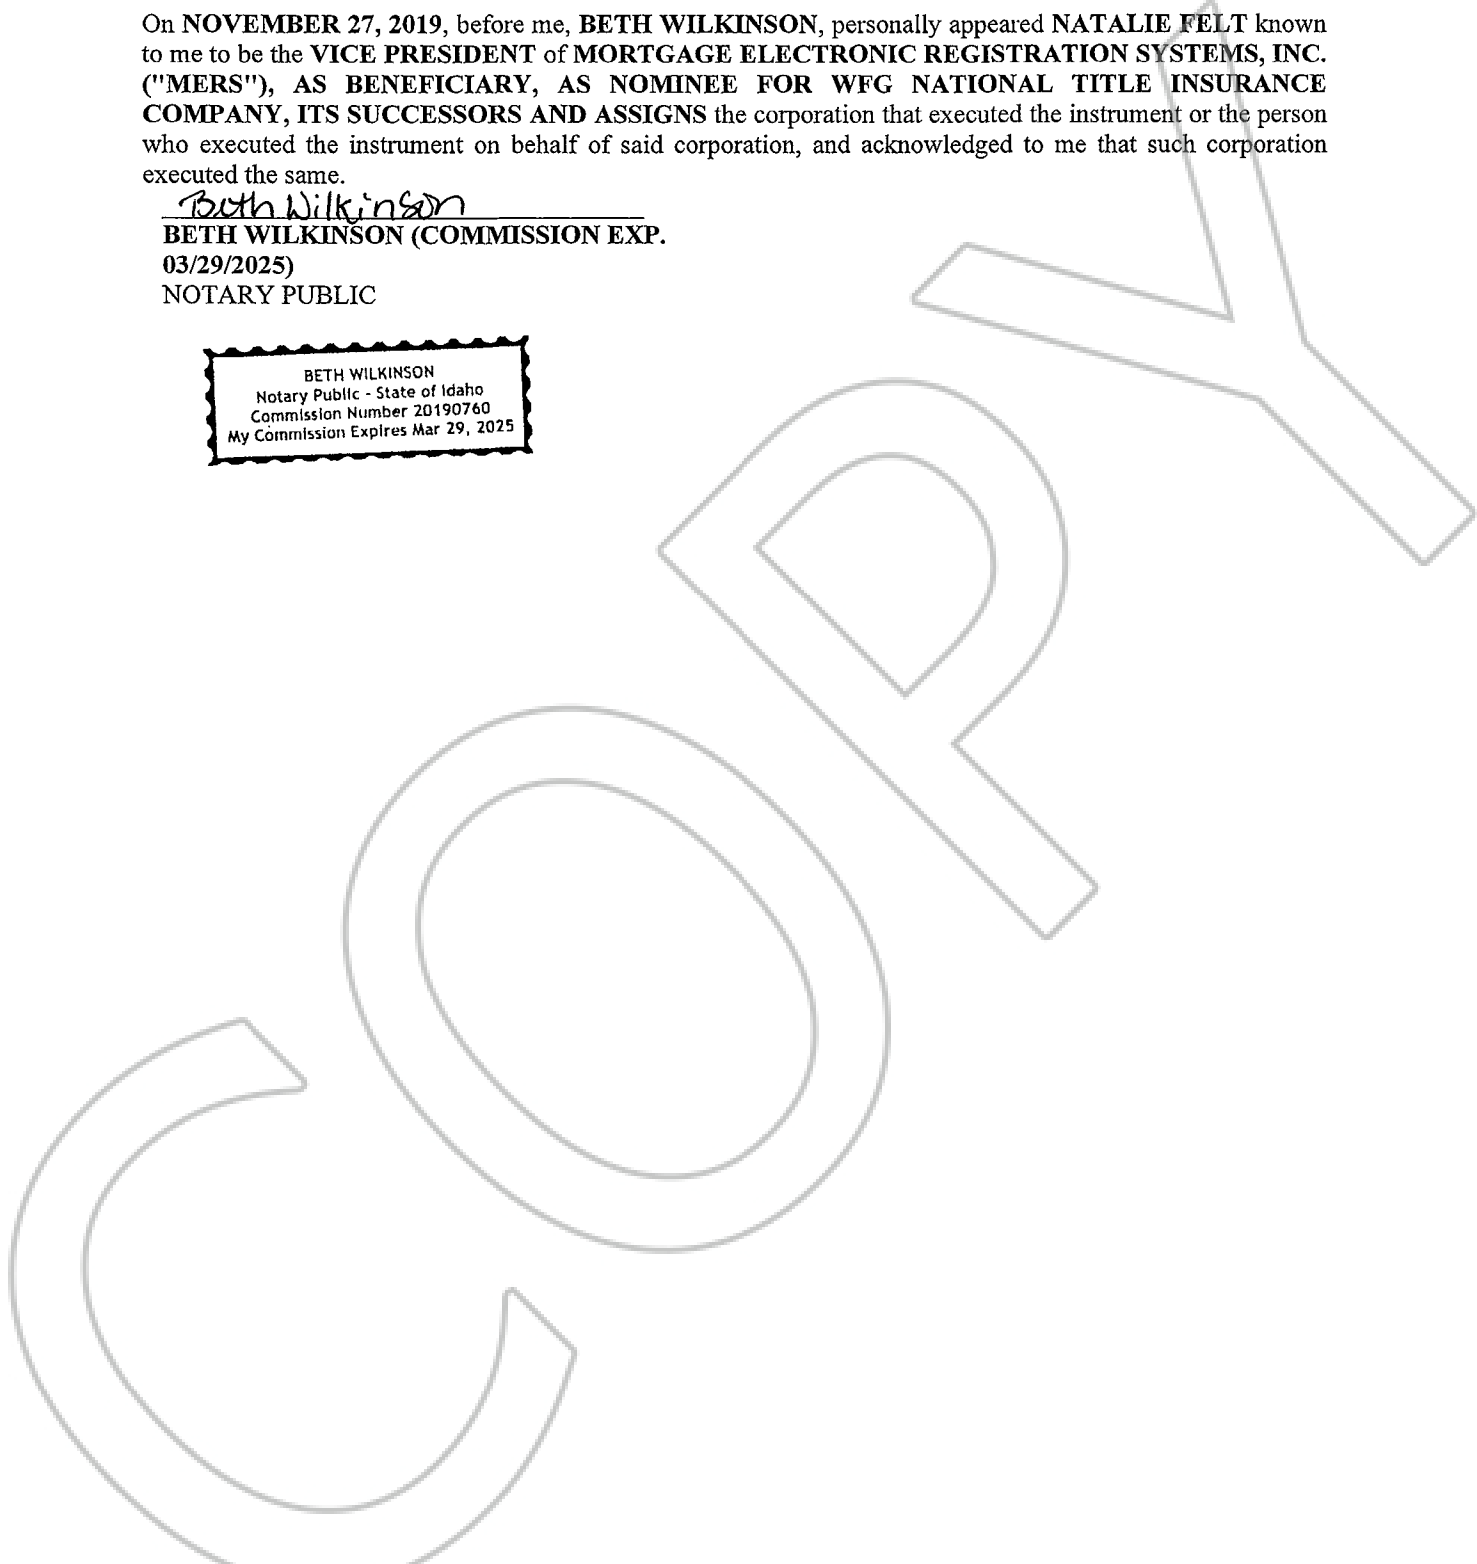 On NOVEMBER 27, 2019, before me, BETH WILKINSON, personally appeared NATALIE FELT known
to me to be the VICE PRESIDENT of MORTGAGE ELECTRONIC REGISTRATION SYSTEMS, INC.
("MERS"), AS BENEFICIARY, AS NOMINEE FOR WFG NATIONAL TITLE INSURANCE
COMPANY, ITS SUCCESSORS AND ASSIGNS the corporation that executed the instrument or the person
who executed the instrument on behalf of said corporation, and acknowledged to me that such corporation
executed the same.
Beth Wilkinson
BETH WILKINSON (COMMISSION EXP.
03/29/2025)
NOTARY PUBLIC
BETH WILKINSON
Notary Public - State of Idaho
Commission Number 20190760
My Commission Expires Mar 29, 2025
COPY